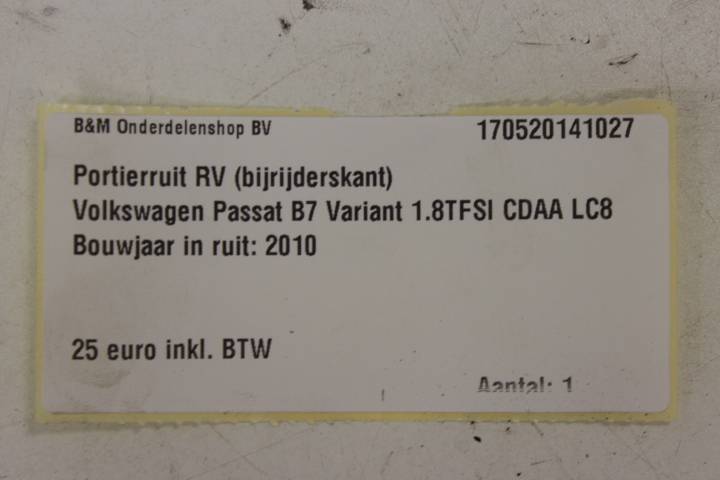 B&M Onderdelenshop BV 170520141027
Portierruit RV (bijrijderskant)
Volkswagen Passat B7 Variant 1.8TFSI CDAA LC8
Bouwjaar in ruit: 2010
25 euro inkl. BTW
Aantal: 1